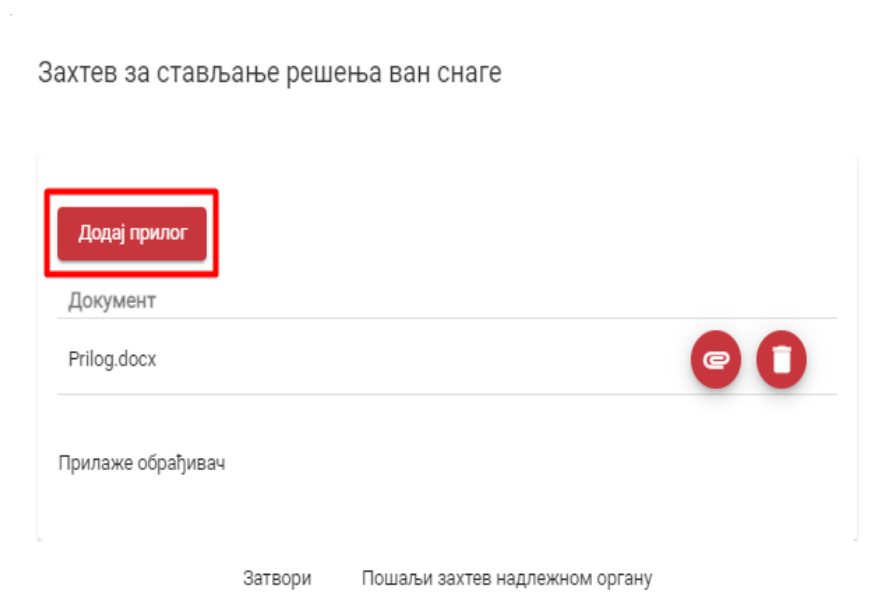 Захтев за стављање решења ван снаге
Додај прилог
Документ
Prilog.docx
Прилаже обрађивач
Затвори Пошаљи захтев надлежном органу